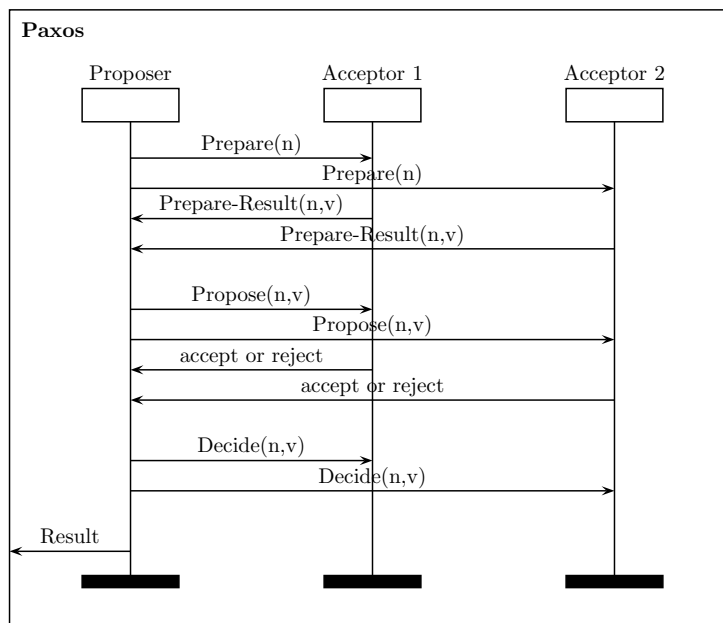 Paxos
Proposer
Acceptor 1
Acceptor 2
Prepare(n)
Prepare(n)
Prepare-Result(n,v)
Prepare-Result(n,v)
Propose(n,v)
Propose(n,v)
accept or reject
accept or reject
Decide(n,v)
Decide(n,v)
Result